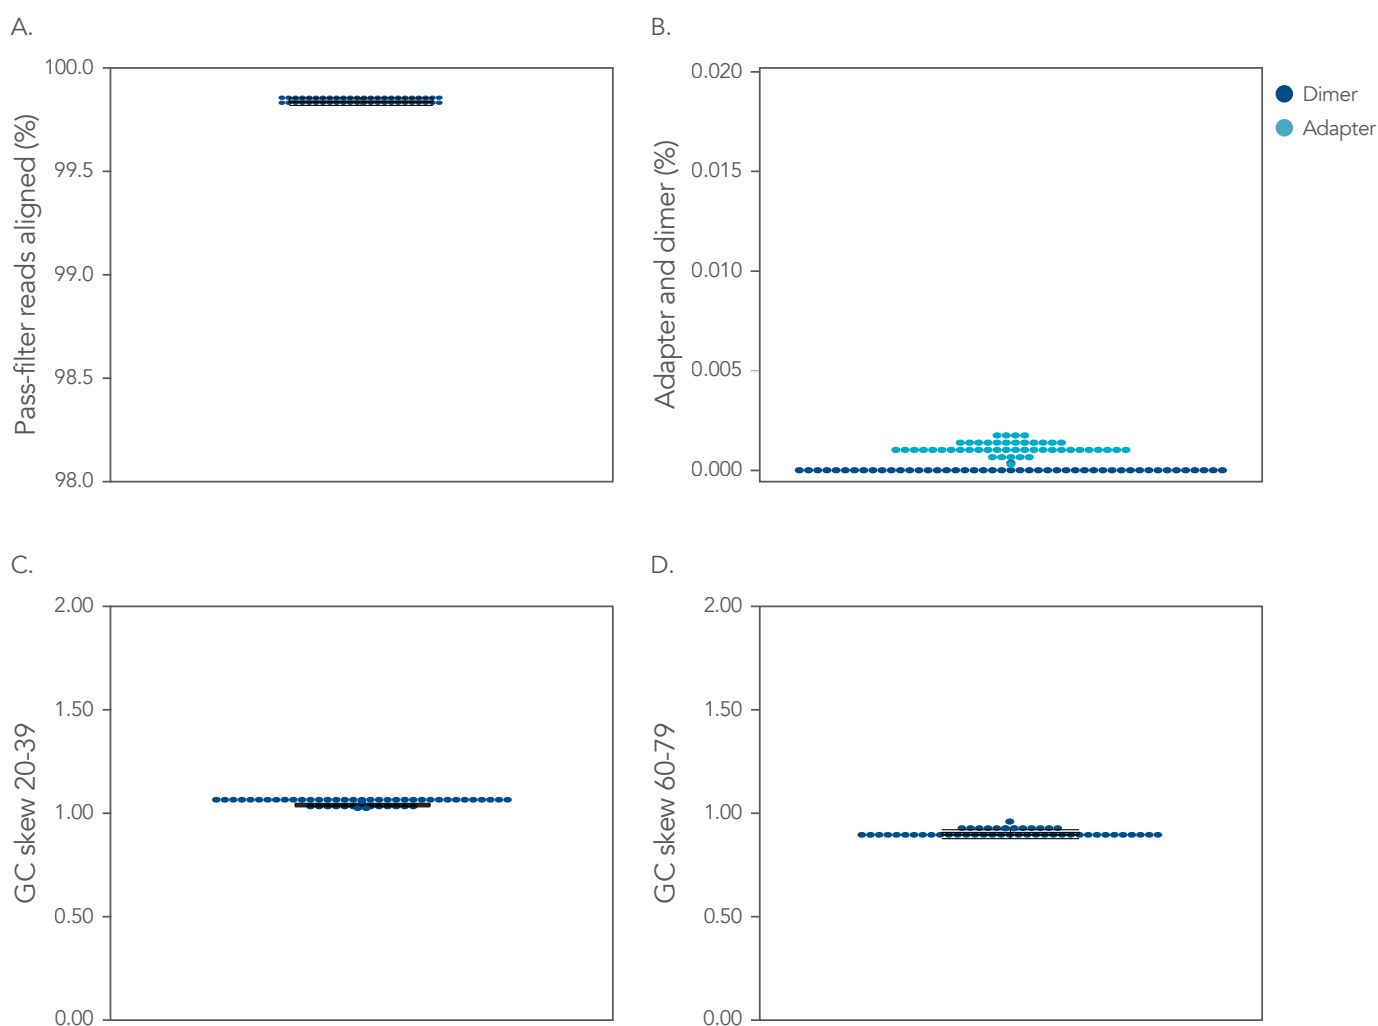 A.
Pass-filter reads aligned (%)
100.0
99.5
99.0
98.5
98.0
B.
Adapter and dimer (%)
0.020
0.015
0.010
0.005
0.000
Dimer
Adapter
C.
GC skew 20-39
2.00
1.50
1.00
0.50
0.00
D.
GC skew 60-79
2.00
1.50
1.00
0.50
0.00